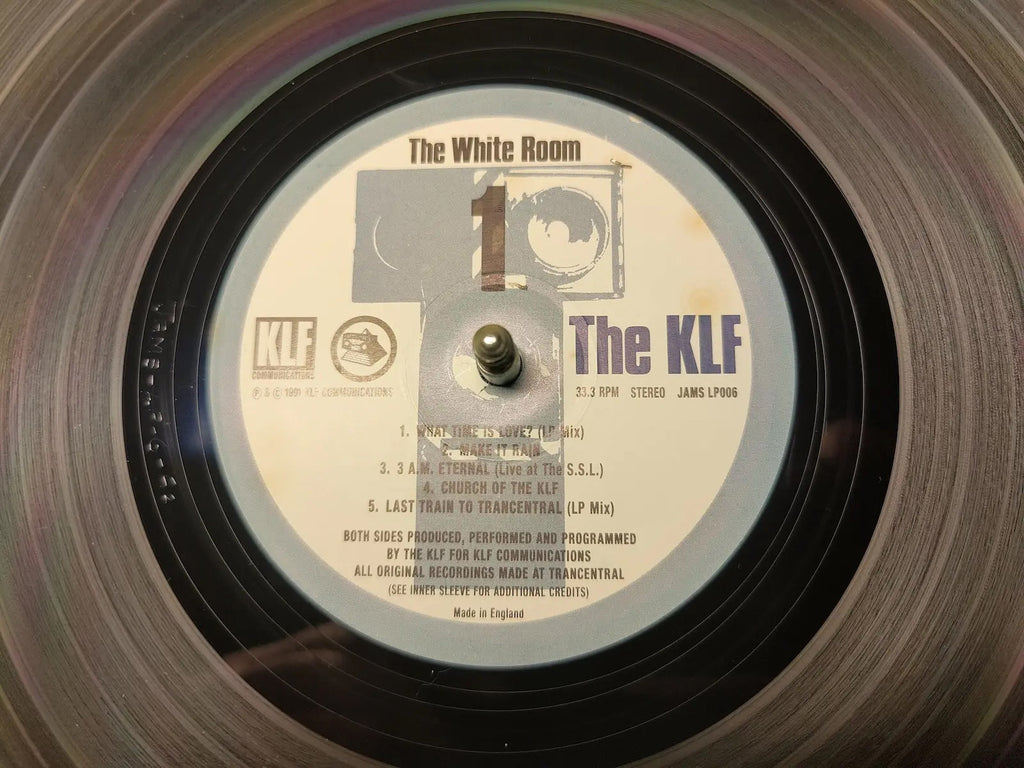 The White Room
1
KLF
COMMUNICATIONS
℗ & © 1991 KLF COMMUNICATIONS
The KLF
33.3 RPM STEREO JAMS LP006
1. WHAT TIME IS LOVE? (LP Mix)
2. MAKE IT RAIN
3. 3 A.M. ETERNAL (Live at The S.S.L.)
4. CHURCH OF THE KLF
5. LAST TRAIN TO TRANCENTRAL (LP Mix)
BOTH SIDES PRODUCED, PERFORMED AND PROGRAMMED
BY THE KLF FOR KLF COMMUNICATIONS
ALL ORIGINAL RECORDINGS MADE AT TRANCENTRAL
(SEE INNER SLEEVE FOR ADDITIONAL CREDITS)
Made in England